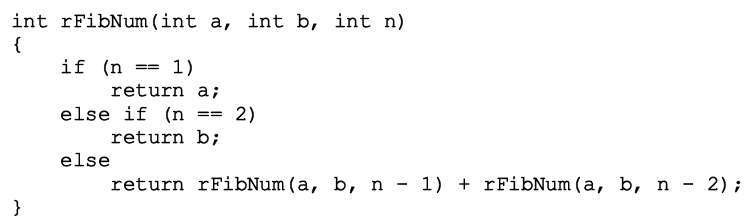 int rFibNum(int a, int b, int n)
{
    if (n == 1)
        return a;
    else if (n == 2)
        return b;
    else
        return rFibNum(a, b, n - 1) + rFibNum(a, b, n - 2);
}